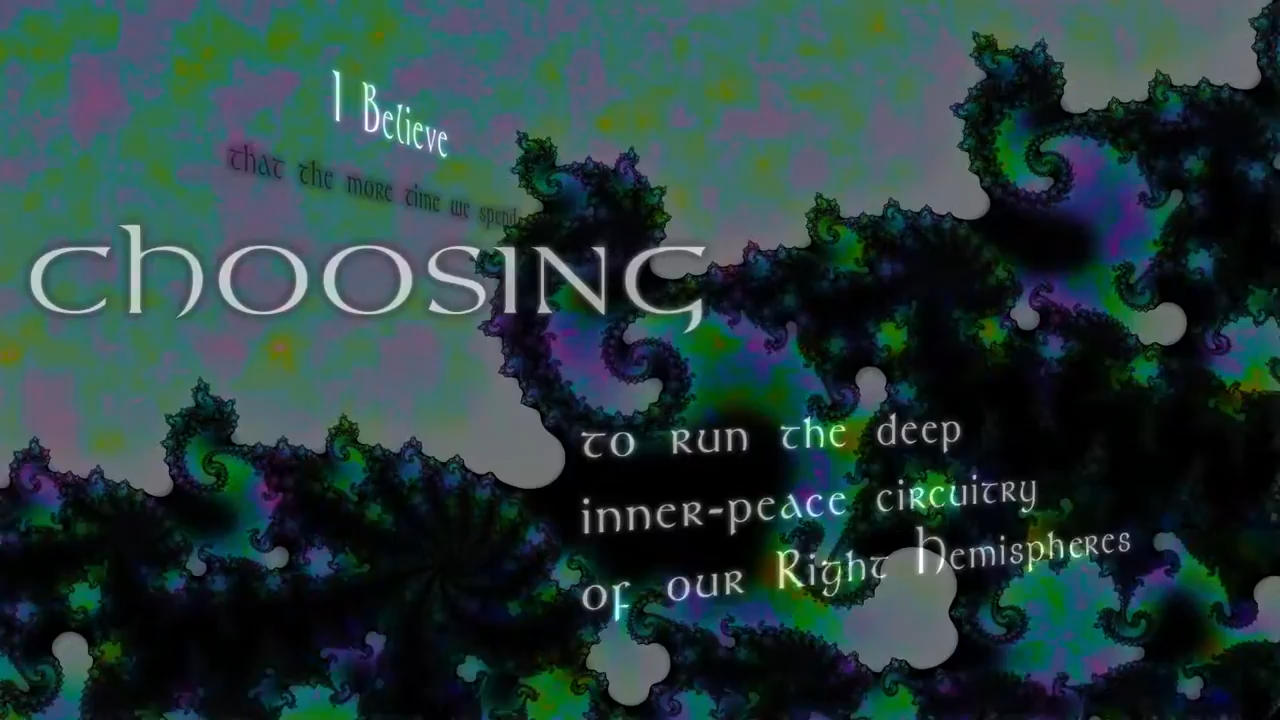 I Believe
that the more time we spend
choosing
to run the deep
inner-peace circuitry
of our Right Hemispheres